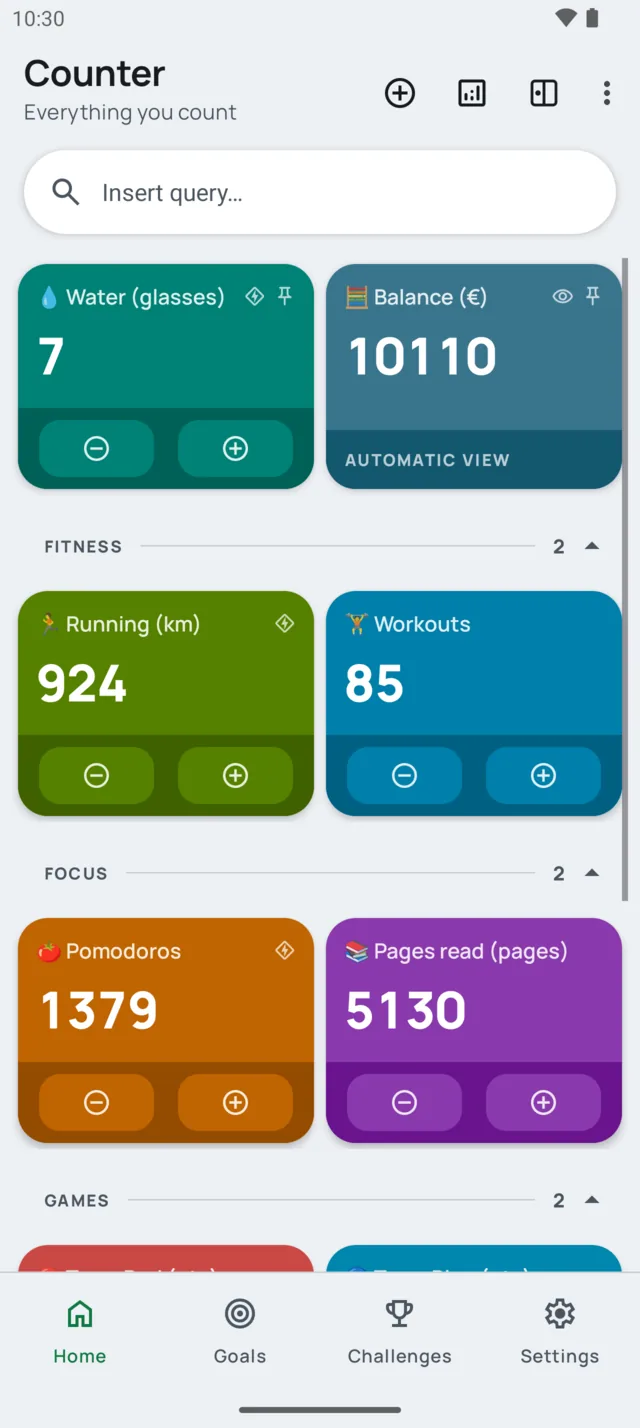 10:30
Counter
Everything you count
Insert query...
Water (glasses)
7
Balance (€)
10110
AUTOMATIC VIEW
FITNESS 2
Running (km)
924
Workouts
85
FOCUS 2
Pomodoros
1379
Pages read (pages)
5130
GAMES 2
Home
Goals
Challenges
Settings